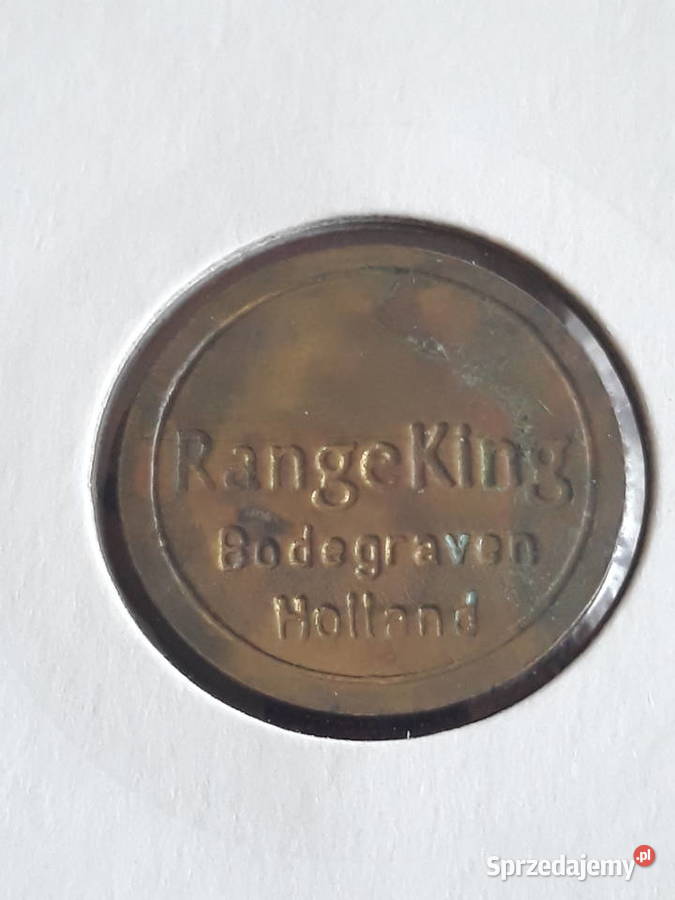 RangeKing
Bodegraven
Holland
Sprzedajemy.pl